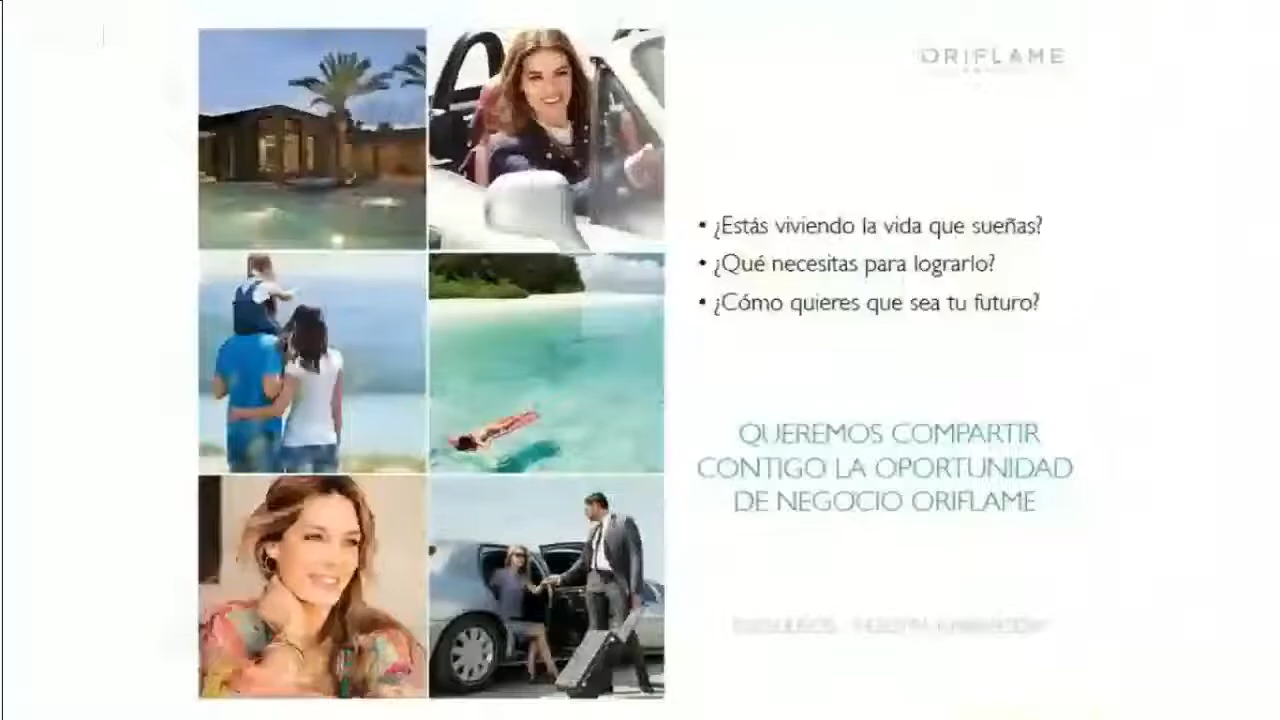 ORIFLAME
• ¿Estás viviendo la vida que sueñas?
• ¿Qué necesitas para lograrlo?
• ¿Cómo quieres que sea tu futuro?
QUEREMOS COMPARTIR
CONTIGO LA OPORTUNIDAD
DE NEGOCIO ORIFLAME